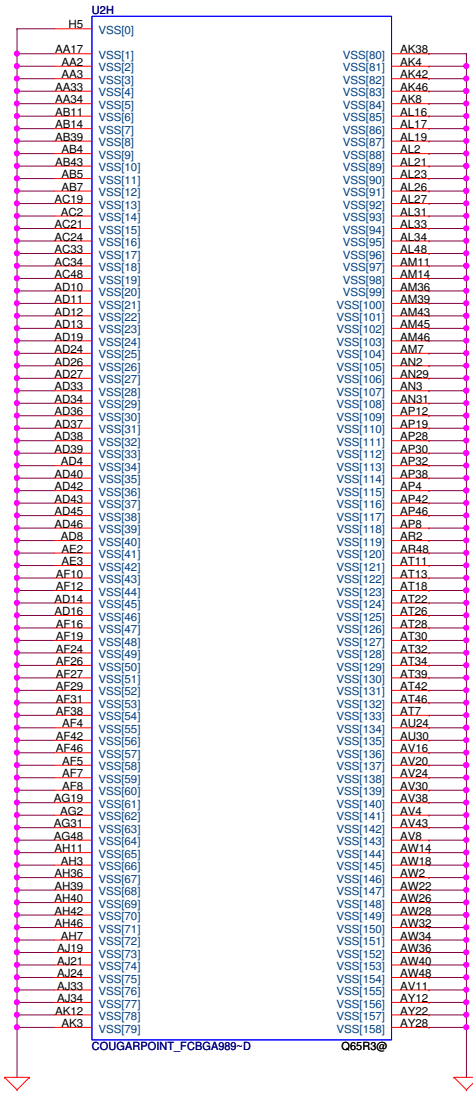 U2H
H5 VSS[0]
AA17 VSS[1]
AA2 VSS[2]
AA3 VSS[3]
AA33 VSS[4]
AA34 VSS[5]
AB11 VSS[6]
AB14 VSS[7]
AB39 VSS[8]
AB4 VSS[9]
AB43 VSS[10]
AB5 VSS[11]
AB7 VSS[12]
AC19 VSS[13]
AC2 VSS[14]
AC21 VSS[15]
AC24 VSS[16]
AC33 VSS[17]
AC34 VSS[18]
AC48 VSS[19]
AD10 VSS[20]
AD11 VSS[21]
AD12 VSS[22]
AD13 VSS[23]
AD19 VSS[24]
AD24 VSS[25]
AD26 VSS[26]
AD27 VSS[27]
AD33 VSS[28]
AD34 VSS[29]
AD36 VSS[30]
AD37 VSS[31]
AD38 VSS[32]
AD39 VSS[33]
AD4 VSS[34]
AD40 VSS[35]
AD42 VSS[36]
AD43 VSS[37]
AD45 VSS[38]
AD46 VSS[39]
AD8 VSS[40]
AE2 VSS[41]
AE3 VSS[42]
AF10 VSS[43]
AF12 VSS[44]
AD14 VSS[45]
AD16 VSS[46]
AF16 VSS[47]
AF19 VSS[48]
AF24 VSS[49]
AF26 VSS[50]
AF27 VSS[51]
AF29 VSS[52]
AF31 VSS[53]
AF38 VSS[54]
AF4 VSS[55]
AF42 VSS[56]
AF46 VSS[57]
AF5 VSS[58]
AF7 VSS[59]
AF8 VSS[60]
AG19 VSS[61]
AG2 VSS[62]
AG31 VSS[63]
AG48 VSS[64]
AH11 VSS[65]
AH3 VSS[66]
AH36 VSS[67]
AH39 VSS[68]
AH40 VSS[69]
AH42 VSS[70]
AH46 VSS[71]
AH7 VSS[72]
AJ19 VSS[73]
AJ21 VSS[74]
AJ24 VSS[75]
AJ33 VSS[76]
AJ34 VSS[77]
AK12 VSS[78]
AK3 VSS[79]
VSS[80] AK38
VSS[81] AK4
VSS[82] AK42
VSS[83] AK46
VSS[84] AK8
VSS[85] AL16
VSS[86] AL17
VSS[87] AL19
VSS[88] AL2
VSS[89] AL21
VSS[90] AL23
VSS[91] AL26
VSS[92] AL27
VSS[93] AL31
VSS[94] AL33
VSS[95] AL34
VSS[96] AL48
VSS[97] AM11
VSS[98] AM14
VSS[99] AM36
VSS[100] AM39
VSS[101] AM43
VSS[102] AM45
VSS[103] AM46
VSS[104] AM7
VSS[105] AN2
VSS[106] AN29
VSS[107] AN3
VSS[108] AN31
VSS[109] AP12
VSS[110] AP19
VSS[111] AP28
VSS[112] AP30
VSS[113] AP32
VSS[114] AP38
VSS[115] AP4
VSS[116] AP42
VSS[117] AP46
VSS[118] AP8
VSS[119] AR2
VSS[120] AR48
VSS[121] AT11
VSS[122] AT13
VSS[123] AT18
VSS[124] AT22
VSS[125] AT26
VSS[126] AT28
VSS[127] AT30
VSS[128] AT32
VSS[129] AT34
VSS[130] AT39
VSS[131] AT42
VSS[132] AT46
VSS[133] AT7
VSS[134] AU24
VSS[135] AU30
VSS[136] AV16
VSS[137] AV20
VSS[138] AV24
VSS[139] AV30
VSS[140] AV38
VSS[141] AV4
VSS[142] AV43
VSS[143] AV8
VSS[144] AW14
VSS[145] AW18
VSS[146] AW2
VSS[147] AW22
VSS[148] AW26
VSS[149] AW28
VSS[150] AW32
VSS[151] AW34
VSS[152] AW36
VSS[153] AW40
VSS[154] AW48
VSS[155] AV11
VSS[156] AY12
VSS[157] AY22
VSS[158] AY28
COUGARPOINT_FCBGA989~D Q65R3@